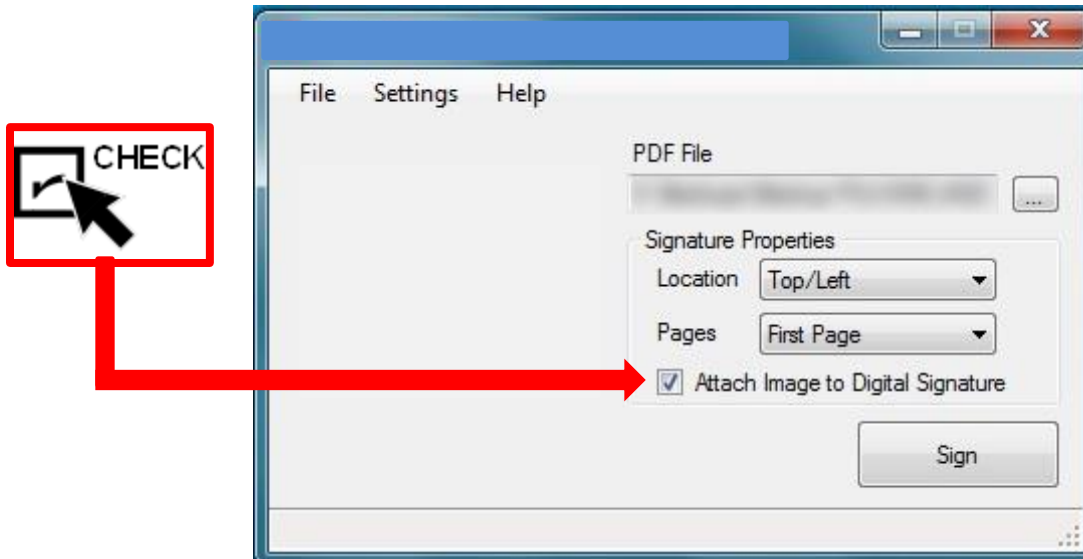 File Settings Help
CHECK
PDF File
...
Signature Properties
Location Top/Left
Pages First Page
Attach Image to Digital Signature
Sign